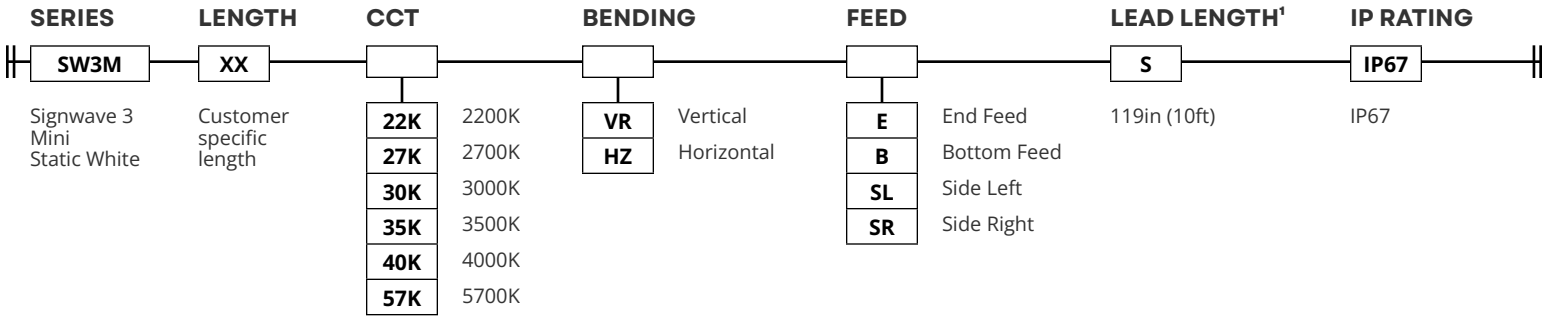 SERIES LENGTH CCT BENDING FEED LEAD LENGTH¹ IP RATING
SW3M XX S IP67
Signwave 3 Customer 22K 2200K VR Vertical E End Feed 119in (10ft) IP67
Mini specific
Static White length 27K 2700K HZ Horizontal B Bottom Feed
30K 3000K SL Side Left
35K 3500K SR Side Right
40K 4000K
57K 5700K